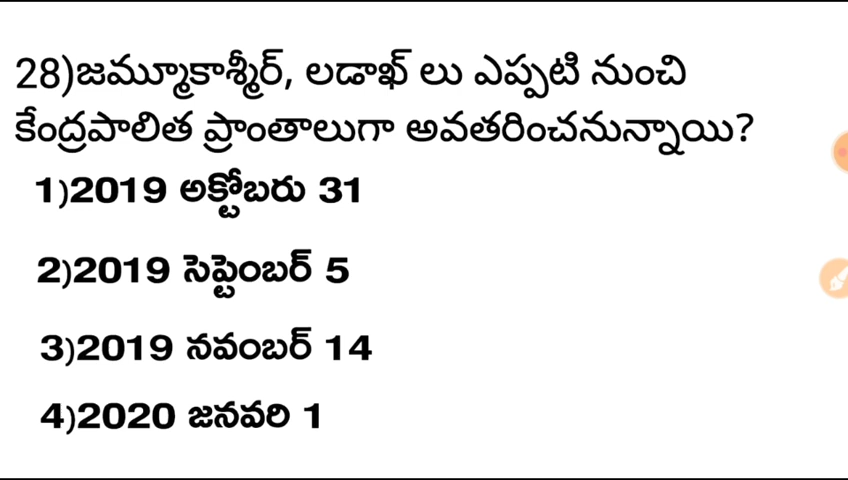 28)జమ్మూకాశ్మీర్, లడాఖ్ లు ఎప్పటి నుంచి
కేంద్రపాలిత ప్రాంతాలుగా అవతరించనున్నాయి?
1)2019 అక్టోబరు 31
2)2019 సెప్టెంబర్ 5
3)2019 నవంబర్ 14
4)2020 జనవరి 1